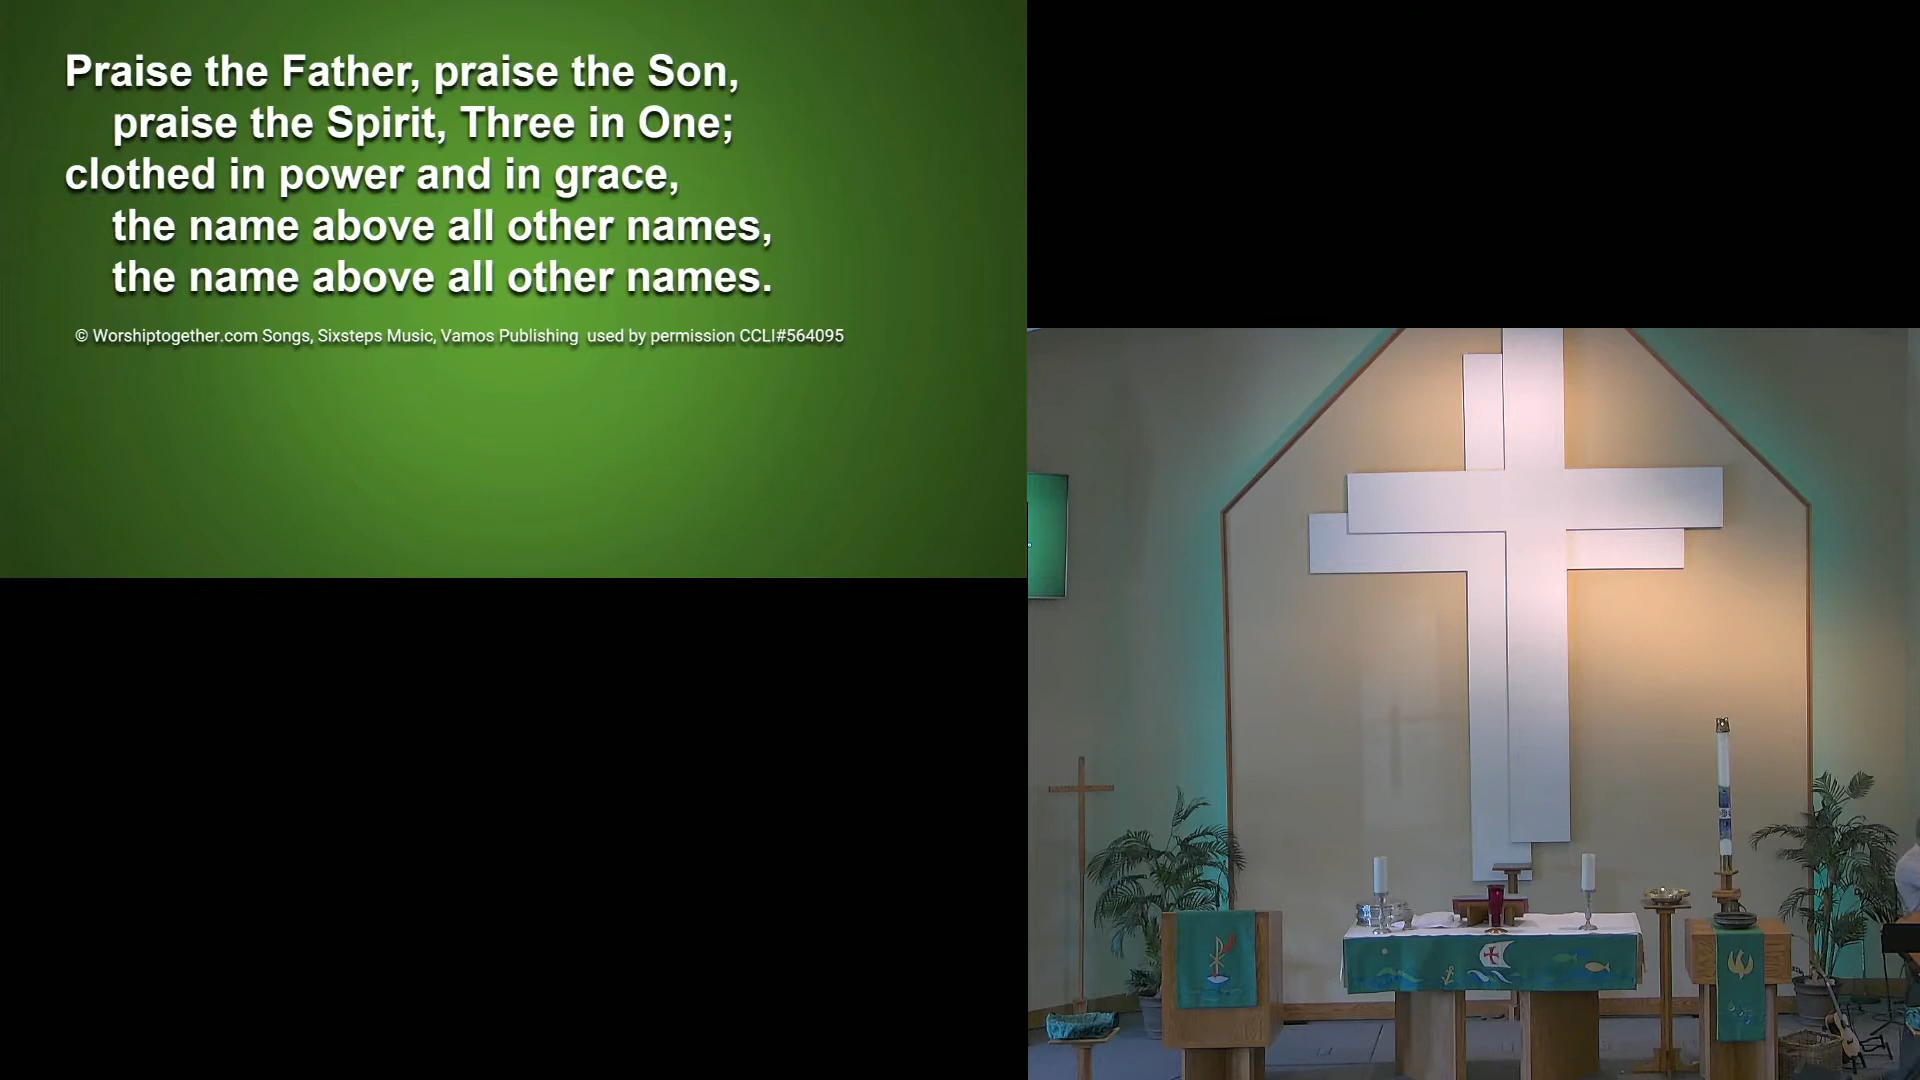 Praise the Father, praise the Son,
praise the Spirit, Three in One;
clothed in power and in grace,
the name above all other names,
the name above all other names.
© Worshiptogether.com Songs, Sixsteps Music, Vamos Publishing used by permission CCLI#564095